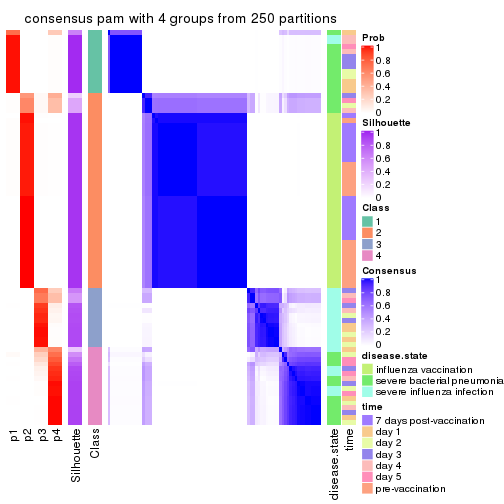 consensus pam with 4 groups from 250 partitions
Prob
1
0.8
0.6
0.4
0.2
0
Silhouette
1
0.8
0.6
0.4
0.2
0
Class
1
2
3
4
Consensus
1
0.8
0.6
0.4
0.2
0
disease.state
influenza vaccination
severe bacterial pneumonia
severe influenza infection
time
7 days post-vaccination
day 1
day 2
day 3
day 4
day 5
pre-vaccination
p1
p2
p3
p4
Silhouette
Class
disease.state
time